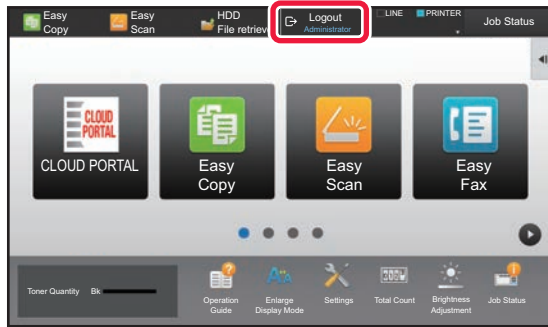 Easy
Copy
Easy
Scan
HDD
File retriev
Logout
Administrator
LINE
PRINTER
Job Status
CLOUD
PORTAL
CLOUD PORTAL
Easy
Copy
Easy
Scan
Easy
Fax
Toner Quantity Bk
Operation
Guide
Enlarge
Display Mode
Settings
Total Count
Brightness
Adjustment
Job Status